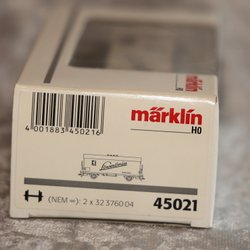 märklin
H0
4 001883 450216
45021
(NEM ∞): 2 x 32 3760 04